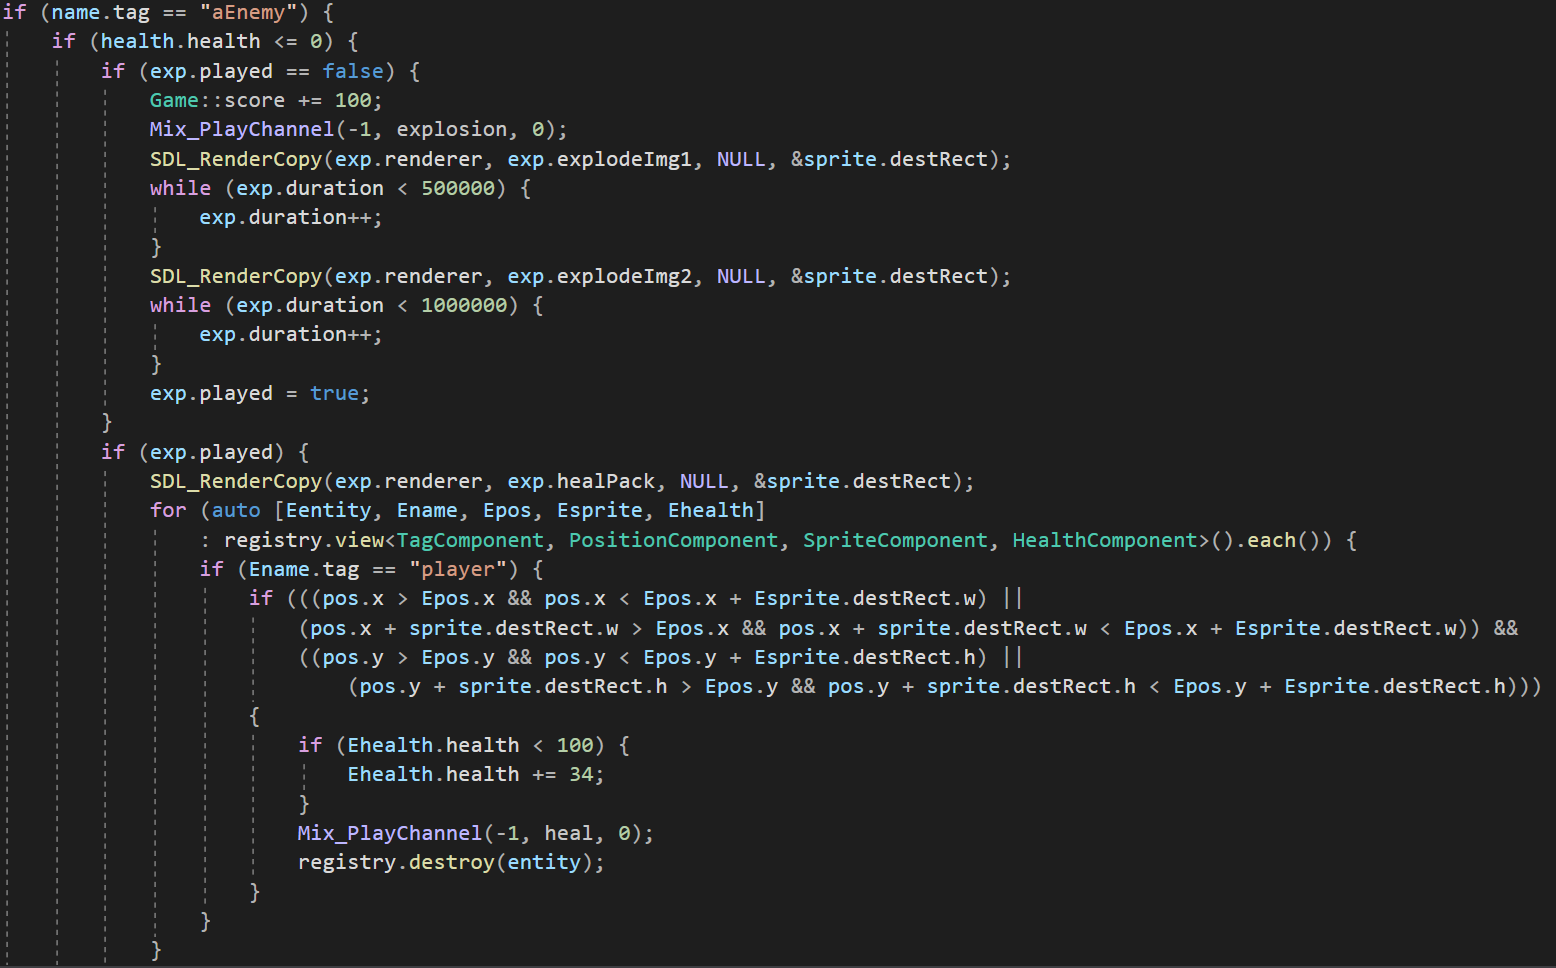 if (name.tag == "aEnemy") {
    if (health.health <= 0) {
        if (exp.played == false) {
            Game::score += 100;
            Mix_PlayChannel(-1, explosion, 0);
            SDL_RenderCopy(exp.renderer, exp.explodeImg1, NULL, &sprite.destRect);
            while (exp.duration < 500000) {
                exp.duration++;
            }
            SDL_RenderCopy(exp.renderer, exp.explodeImg2, NULL, &sprite.destRect);
            while (exp.duration < 1000000) {
                exp.duration++;
            }
            exp.played = true;
        }
        if (exp.played) {
            SDL_RenderCopy(exp.renderer, exp.healPack, NULL, &sprite.destRect);
            for (auto [Eentity, Ename, Epos, Esprite, Ehealth]
                : registry.view<TagComponent, PositionComponent, SpriteComponent, HealthComponent>().each()) {
                if (Ename.tag == "player") {
                    if (((pos.x > Epos.x && pos.x < Epos.x + Esprite.destRect.w) ||
                        (pos.x + sprite.destRect.w > Epos.x && pos.x + sprite.destRect.w < Epos.x + Esprite.destRect.w)) &&
                        ((pos.y > Epos.y && pos.y < Epos.y + Esprite.destRect.h) ||
                            (pos.y + sprite.destRect.h > Epos.y && pos.y + sprite.destRect.h < Epos.y + Esprite.destRect.h)))
                    {
                        if (Ehealth.health < 100) {
                            Ehealth.health += 34;
                        }
                        Mix_PlayChannel(-1, heal, 0);
                        registry.destroy(entity);
                    }
                }
            }